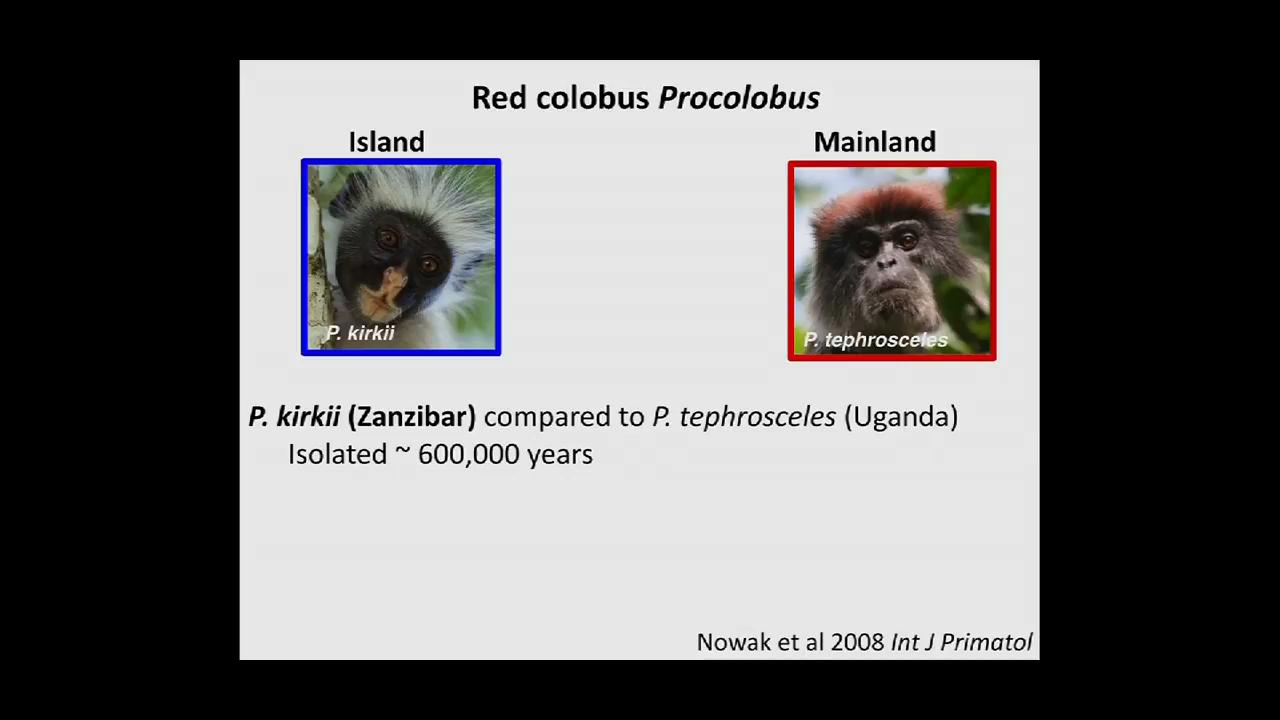 Red colobus Procolobus
Island
Mainland
P. kirkii
P. tephrosceles
P. kirkii (Zanzibar) compared to P. tephrosceles (Uganda)
Isolated ~ 600,000 years
Nowak et al 2008 Int J Primatol